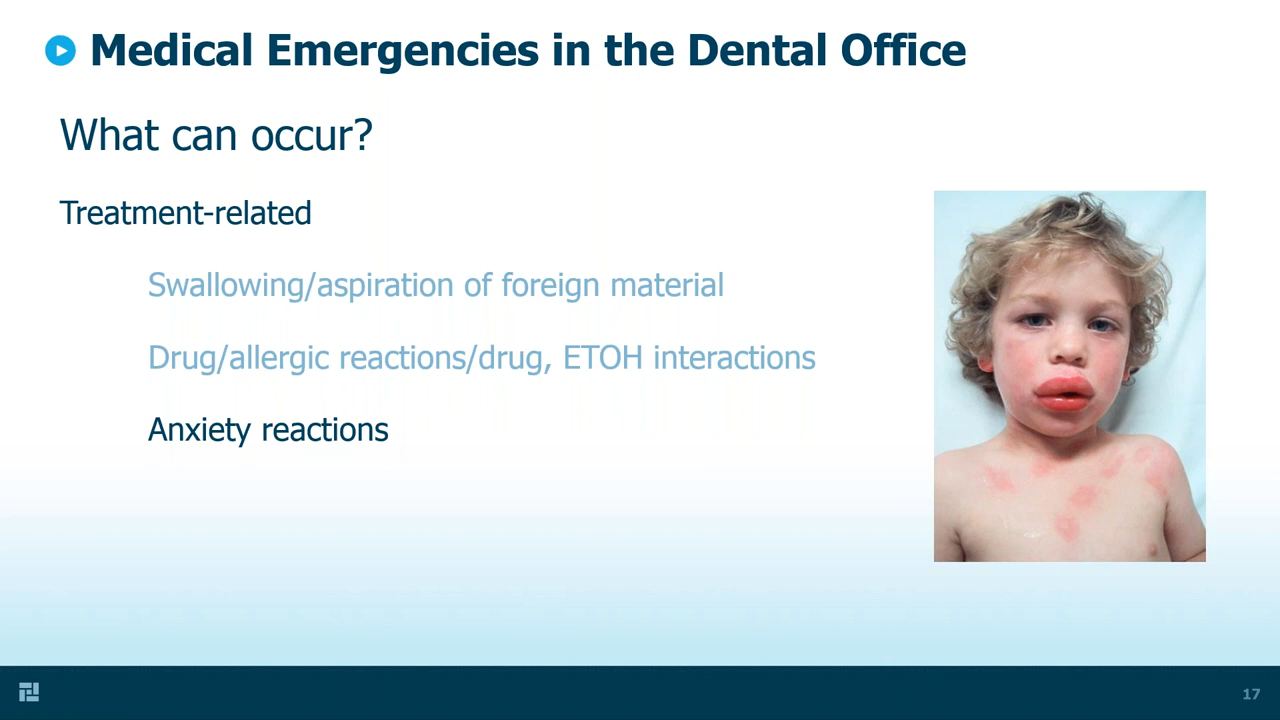 Medical Emergencies in the Dental Office
What can occur?
Treatment-related
Swallowing/aspiration of foreign material
Drug/allergic reactions/drug, ETOH interactions
Anxiety reactions
17